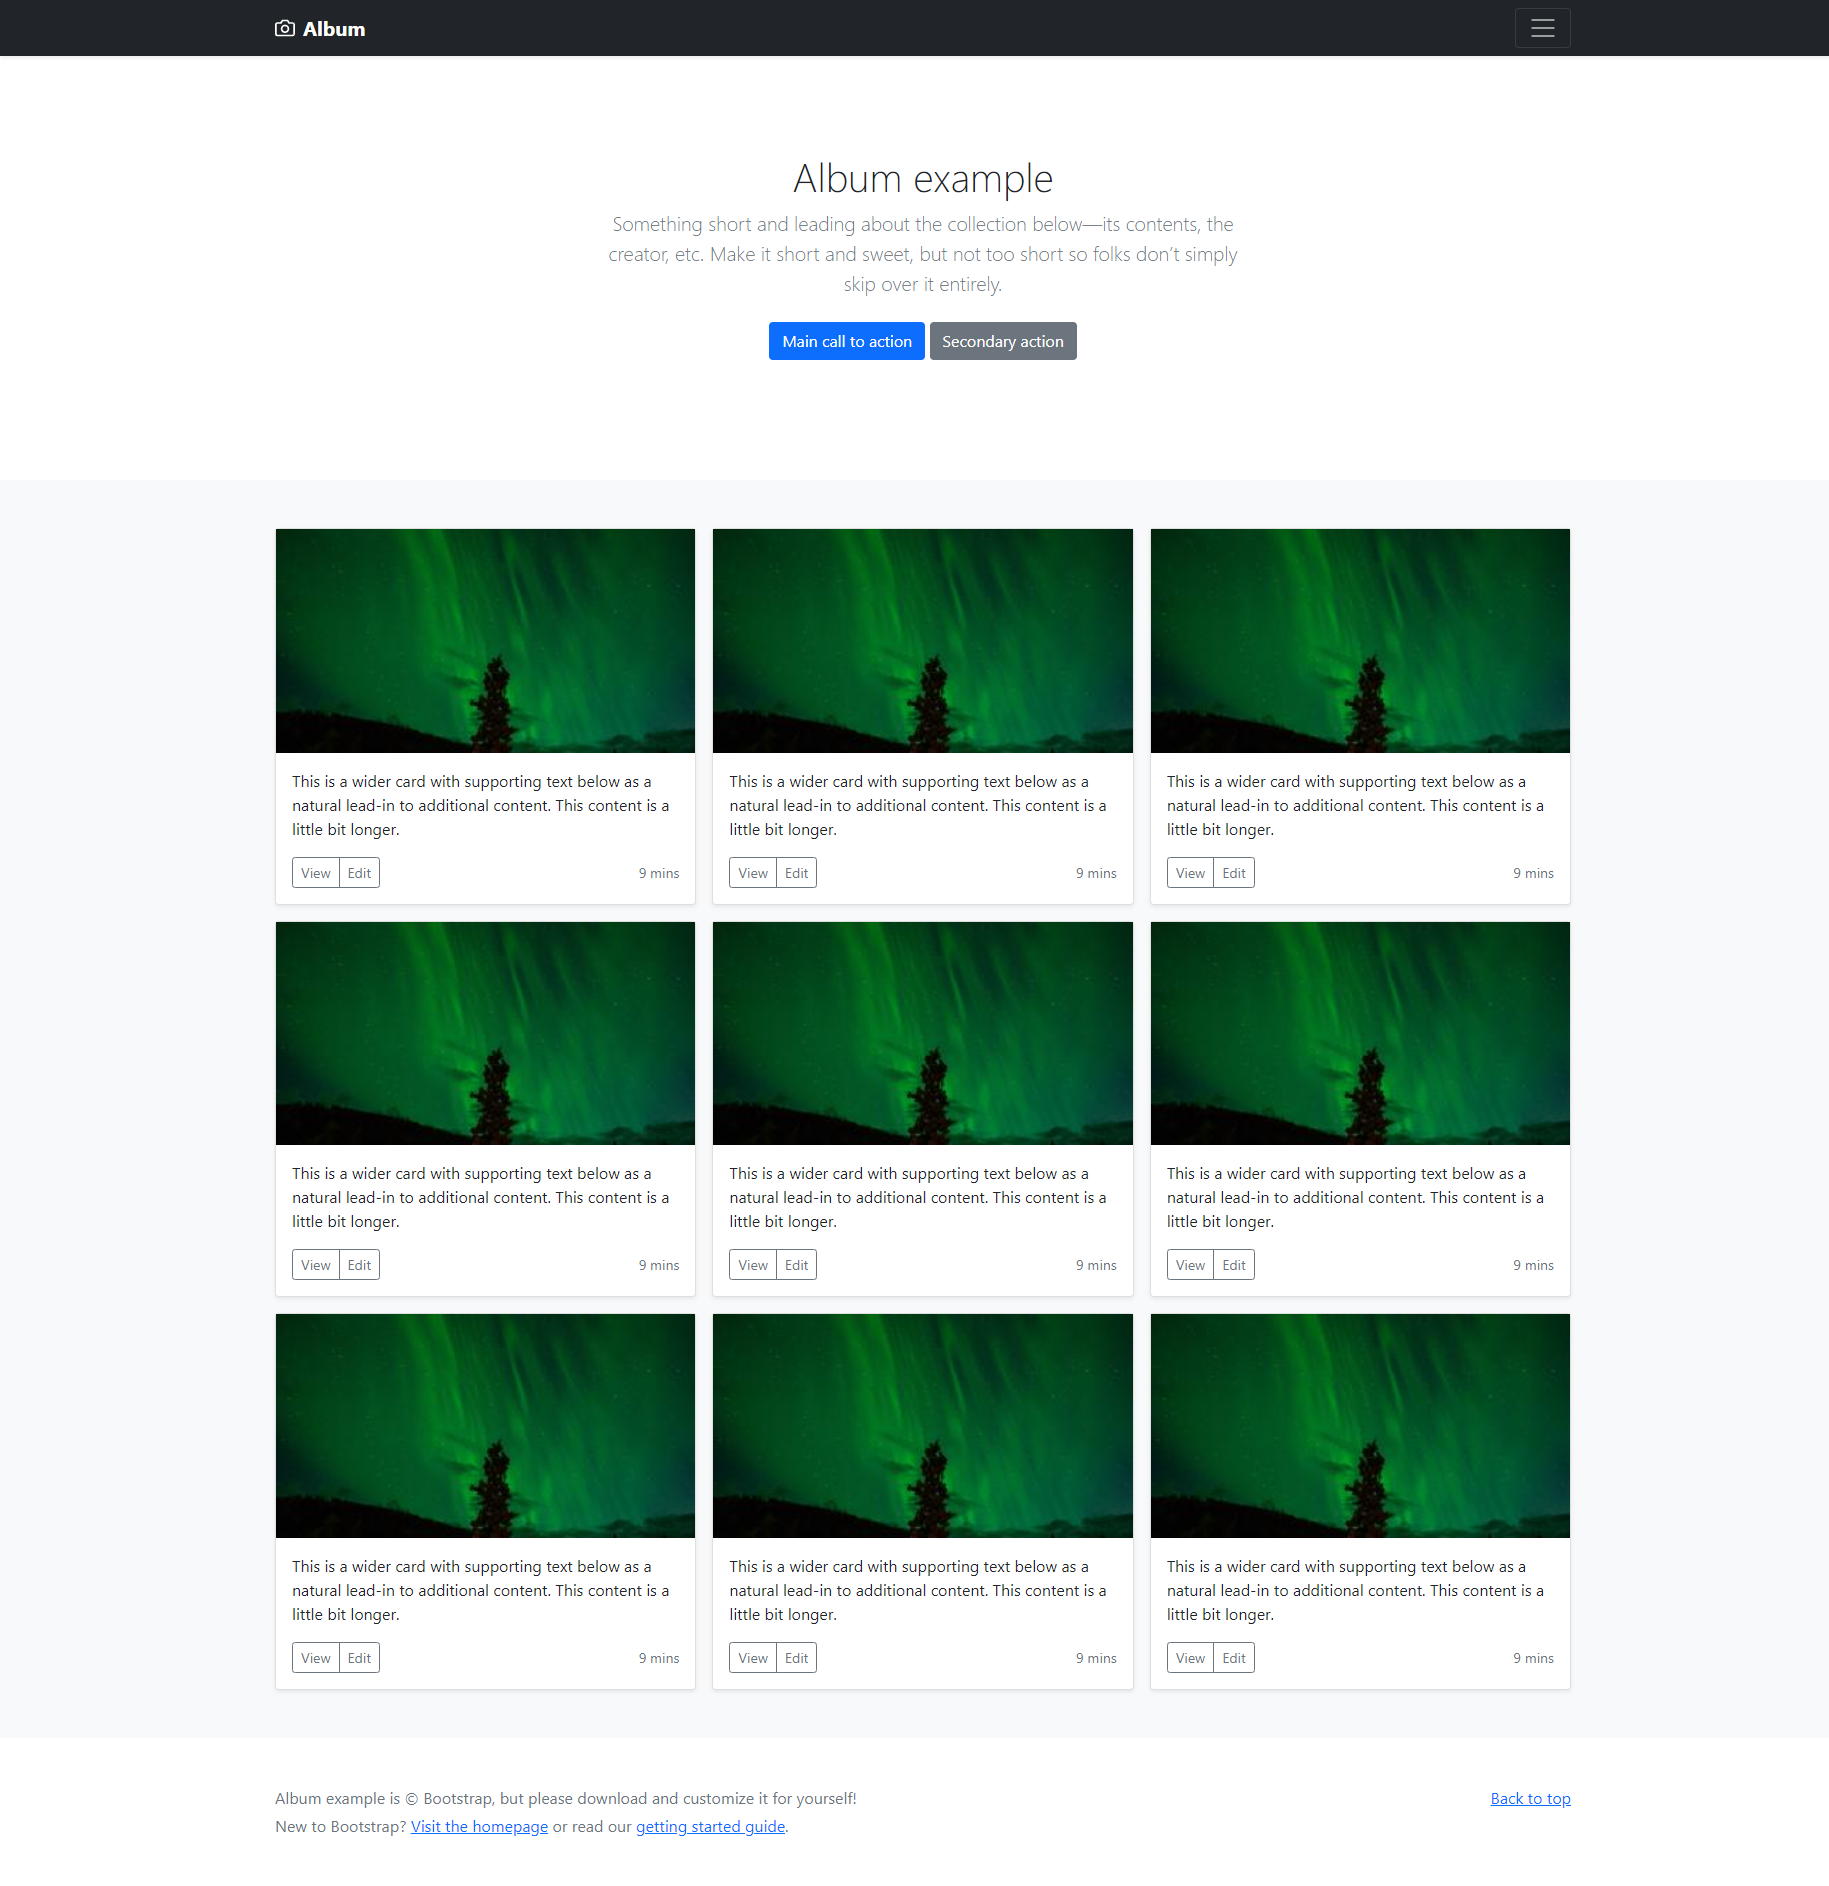 Album
Album example
Something short and leading about the collection below—its contents, the
creator, etc. Make it short and sweet, but not too short so folks don’t simply
skip over it entirely.
Main call to action Secondary action
This is a wider card with supporting text below as a
natural lead-in to additional content. This content is a
little bit longer.
View Edit 9 mins
This is a wider card with supporting text below as a
natural lead-in to additional content. This content is a
little bit longer.
View Edit 9 mins
This is a wider card with supporting text below as a
natural lead-in to additional content. This content is a
little bit longer.
View Edit 9 mins
This is a wider card with supporting text below as a
natural lead-in to additional content. This content is a
little bit longer.
View Edit 9 mins
This is a wider card with supporting text below as a
natural lead-in to additional content. This content is a
little bit longer.
View Edit 9 mins
This is a wider card with supporting text below as a
natural lead-in to additional content. This content is a
little bit longer.
View Edit 9 mins
This is a wider card with supporting text below as a
natural lead-in to additional content. This content is a
little bit longer.
View Edit 9 mins
This is a wider card with supporting text below as a
natural lead-in to additional content. This content is a
little bit longer.
View Edit 9 mins
This is a wider card with supporting text below as a
natural lead-in to additional content. This content is a
little bit longer.
View Edit 9 mins
Album example is © Bootstrap, but please download and customize it for yourself! Back to top
New to Bootstrap? Visit the homepage or read our getting started guide.